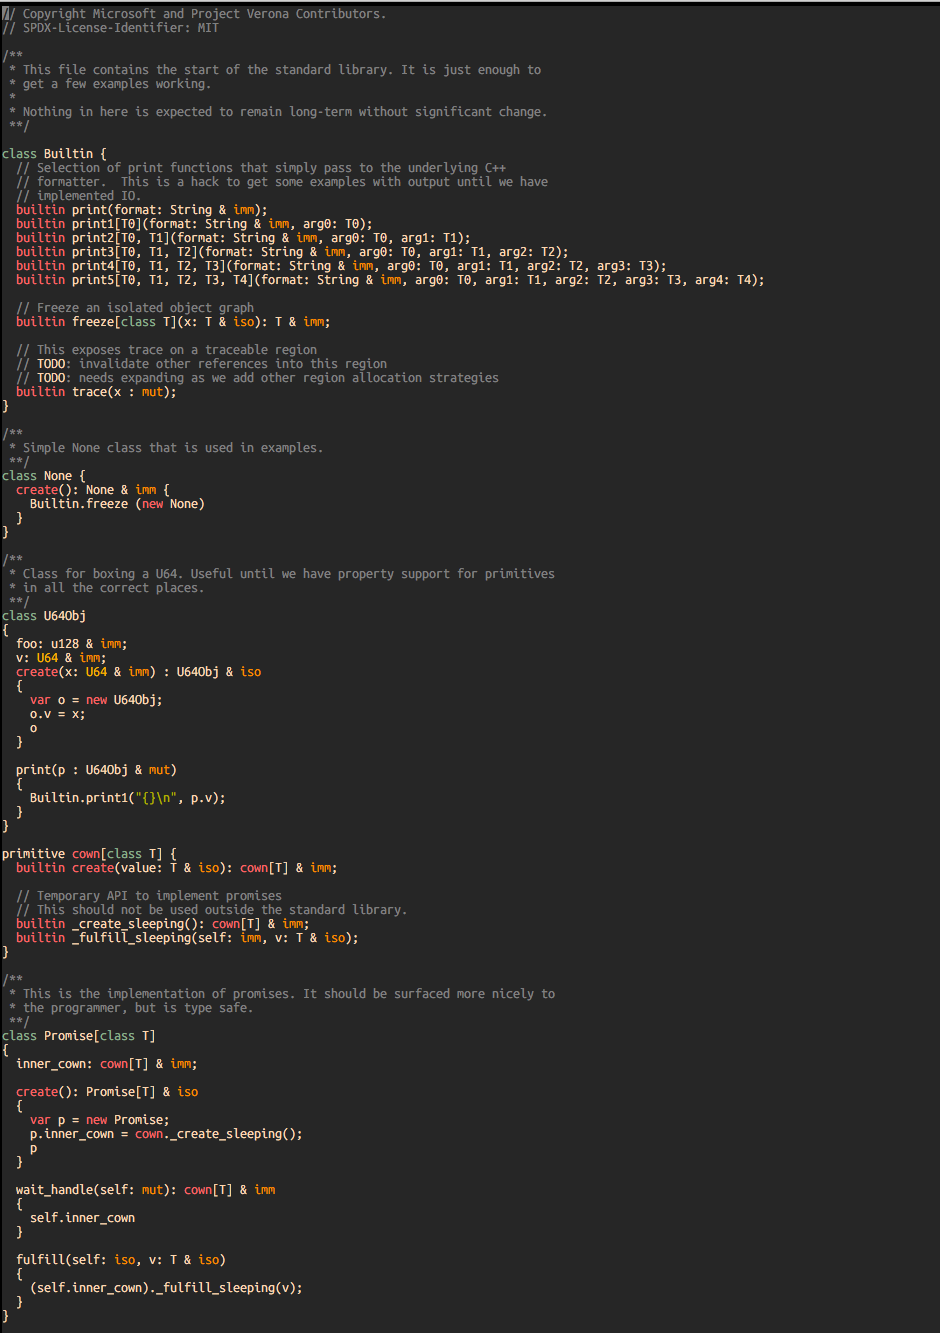 // Copyright Microsoft and Project Verona Contributors.
// SPDX-License-Identifier: MIT

/**
 * This file contains the start of the standard library. It is just enough to
 * get a few examples working.
 *
 * Nothing in here is expected to remain long-term without significant change.
 **/

class Builtin {
  // Selection of print functions that simply pass to the underlying C++
  // formatter.  This is a hack to get some examples with output until we have
  // implemented IO.
  builtin print(format: String & imm);
  builtin print1[T0](format: String & imm, arg0: T0);
  builtin print2[T0, T1](format: String & imm, arg0: T0, arg1: T1);
  builtin print3[T0, T1, T2](format: String & imm, arg0: T0, arg1: T1, arg2: T2);
  builtin print4[T0, T1, T2, T3](format: String & imm, arg0: T0, arg1: T1, arg2: T2, arg3: T3);
  builtin print5[T0, T1, T2, T3, T4](format: String & imm, arg0: T0, arg1: T1, arg2: T2, arg3: T3, arg4: T4);

  // Freeze an isolated object graph
  builtin freeze[class T](x: T & iso): T & imm;

  // This exposes trace on a traceable region
  // TODO: invalidate other references into this region
  // TODO: needs expanding as we add other region allocation strategies
  builtin trace(x : mut);
}

/**
 * Simple None class that is used in examples.
 **/
class None {
  create(): None & imm {
    Builtin.freeze (new None)
  }
}

/**
 * Class for boxing a U64. Useful until we have property support for primitives
 * in all the correct places.
 **/
class U64Obj
{
  foo: u128 & imm;
  v: U64 & imm;
  create(x: U64 & imm) : U64Obj & iso
  {
    var o = new U64Obj;
    o.v = x;
    o
  }

  print(p : U64Obj & mut)
  {
    Builtin.print1("{}\n", p.v);
  }
}

primitive cown[class T] {
  builtin create(value: T & iso): cown[T] & imm;

  // Temporary API to implement promises
  // This should not be used outside the standard library.
  builtin _create_sleeping(): cown[T] & imm;
  builtin _fulfill_sleeping(self: imm, v: T & iso);
}

/**
 * This is the implementation of promises. It should be surfaced more nicely to
 * the programmer, but is type safe.
 **/
class Promise[class T]
{
  inner_cown: cown[T] & imm;

  create(): Promise[T] & iso
  {
    var p = new Promise;
    p.inner_cown = cown._create_sleeping();
    p
  }

  wait_handle(self: mut): cown[T] & imm
  {
    self.inner_cown
  }

  fulfill(self: iso, v: T & iso)
  {
    (self.inner_cown)._fulfill_sleeping(v);
  }
}